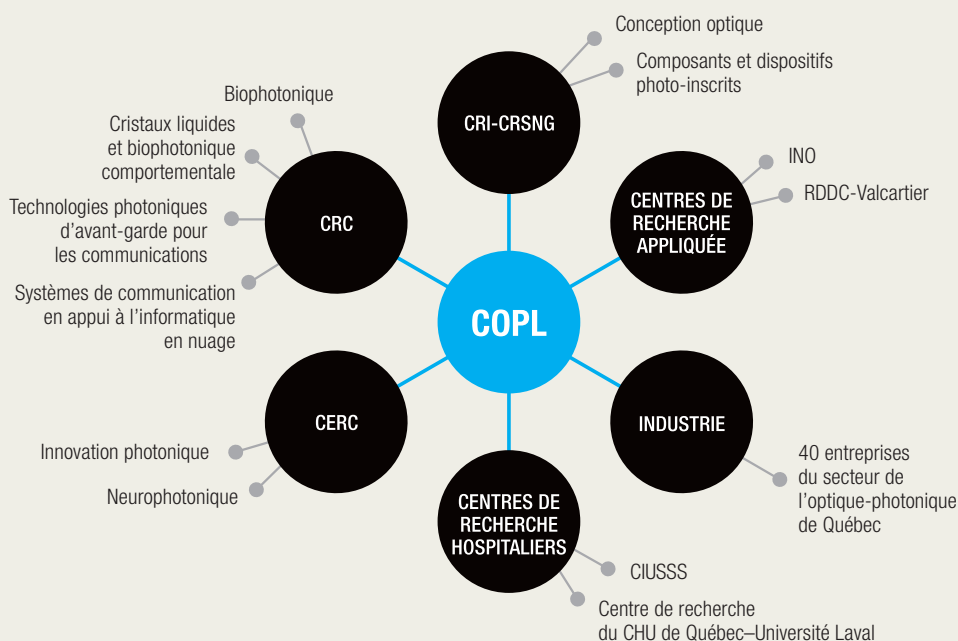 Conception optique
Composants et dispositifs
photo-inscrits
CRI-CRSNG
Biophotonique
Cristaux liquides
et biophotonique
comportementale
Technologies photoniques
d’avant-garde pour
les communications
Systèmes de communication
en appui à l’informatique
en nuage
CRC
INO
RDDC-Valcartier
CENTRES DE
RECHERCHE
APPLIQUÉE
COPL
CERC
Innovation photonique
Neurophotonique
INDUSTRIE
40 entreprises
du secteur de
l’optique-photonique
de Québec
CENTRES DE
RECHERCHE
HOSPITALIERS
CIUSSS
Centre de recherche
du CHU de Québec–Université Laval